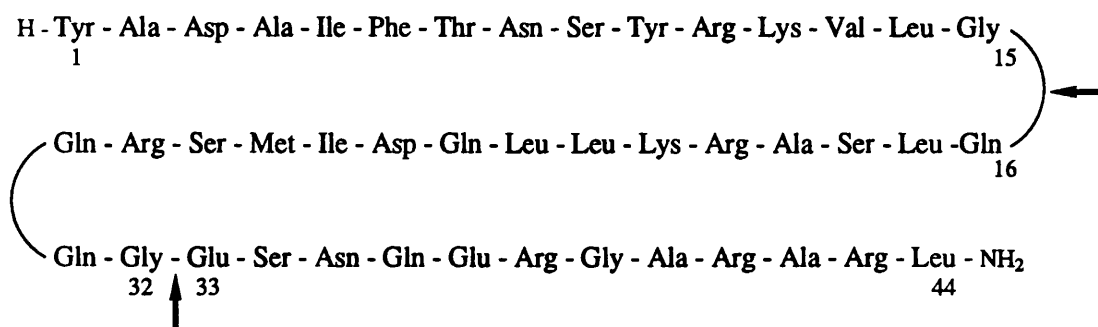 H - Tyr - Ala - Asp - Ala - Ile - Phe - Thr - Asn - Ser - Tyr - Arg - Lys - Val - Leu - Gly
1 15
Gln - Arg - Ser - Met - Ile - Asp - Gln - Leu - Leu - Lys - Arg - Ala - Ser - Leu -Gln
16
Gln - Gly - Glu - Ser - Asn - Gln - Glu - Arg - Gly - Ala - Arg - Ala - Arg - Leu - NH2
32 33 44